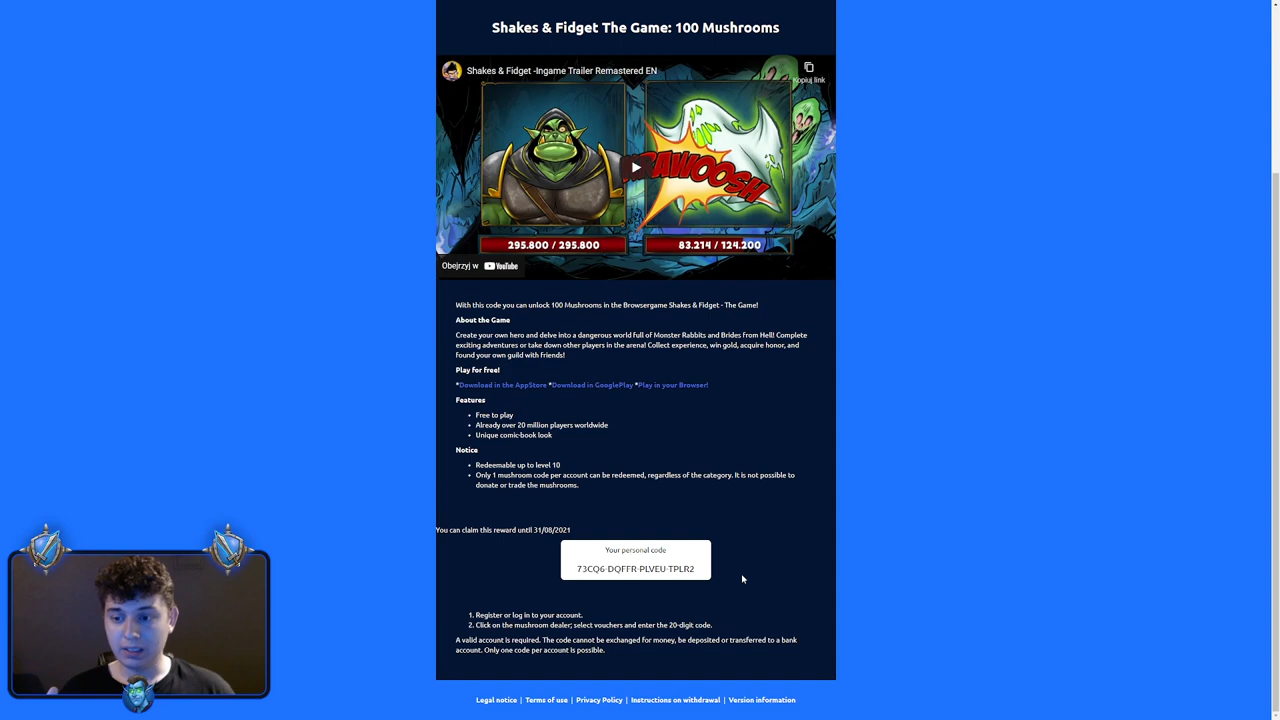 Shakes & Fidget The Game: 100 Mushrooms
Shakes & Fidget -Ingame Trailer Remastered EN
Kopiuj link
295.800 / 295.800
83.214 / 124.200
Obejrzyj w YouTube
With this code you can unlock 100 Mushrooms in the Browsergame Shakes & Fidget - The Game!
About the Game
Create your own hero and delve into a dangerous world full of Monster Rabbits and Brides from Hell! Complete
exciting adventures or take down other players in the arena! Collect experience, win gold, acquire honor, and
found your own guild with friends!
Play for free!
*Download in the AppStore *Download in GooglePlay *Play in your Browser!
Features
• Free to play
• Already over 20 million players worldwide
• Unique comic-book look
Notice
• Redeemable up to level 10
• Only 1 mushroom code per account can be redeemed, regardless of the category. It is not possible to
donate or trade the mushrooms.
You can claim this reward until 31/08/2021
Your personal code
73CQ6-DQFFR-PLVEU-TPLR2
1. Register or log in to your account.
2. Click on the mushroom dealer; select vouchers and enter the 20-digit code.
A valid account is required. The code cannot be exchanged for money, be deposited or transferred to a bank
account. Only one code per account is possible.
Legal notice | Terms of use | Privacy Policy | Instructions on withdrawal | Version information